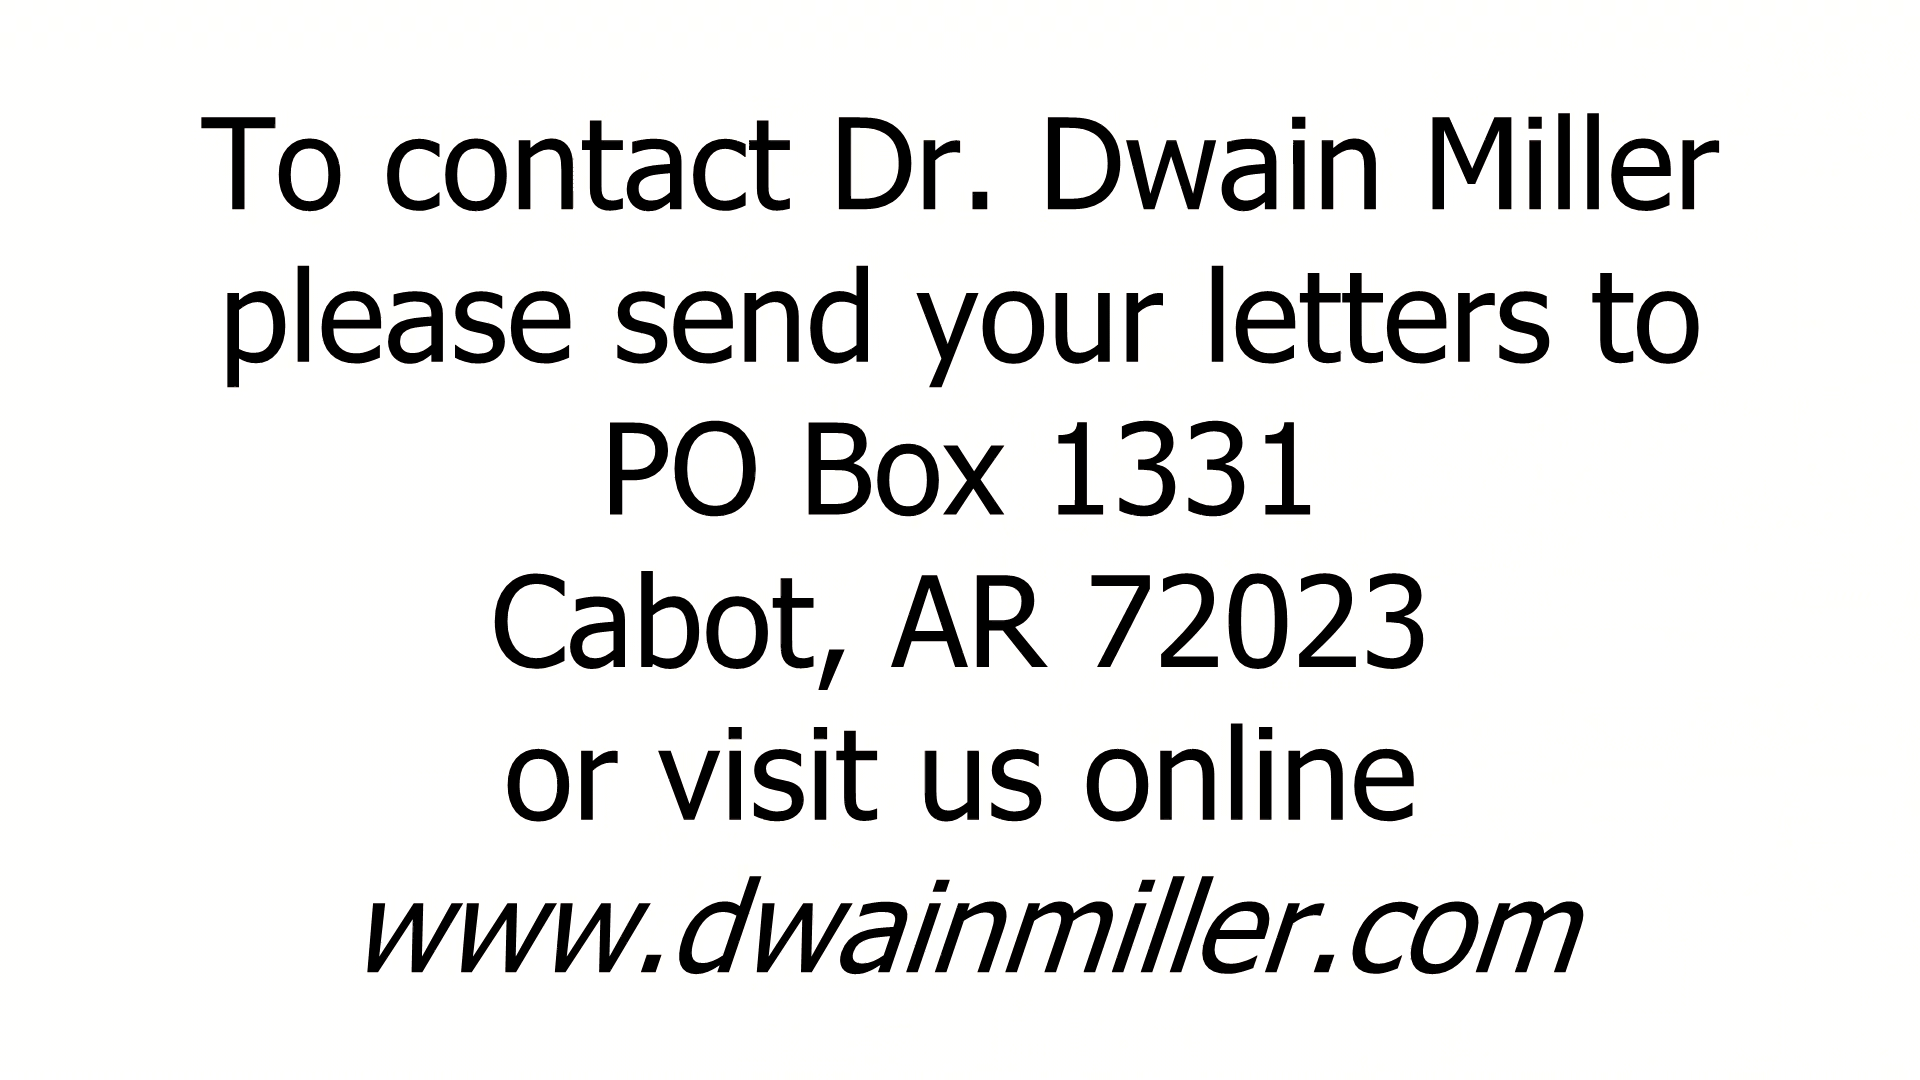 To contact Dr. Dwain Miller
please send your letters to
PO Box 1331
Cabot, AR 72023
or visit us online
www.dwainmiller.com